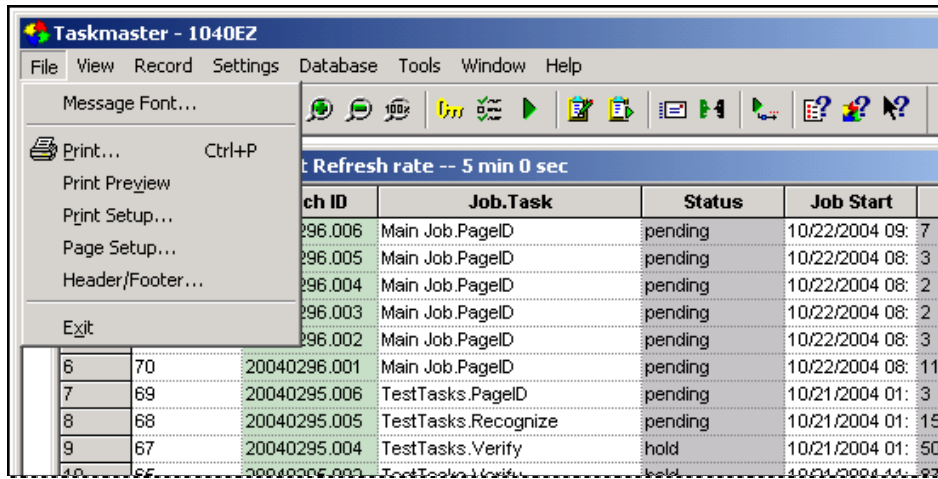 Taskmaster - 1040EZ
File View Record Settings Database Tools Window Help
Message Font...
Print... Ctrl+P
Print Preview
Print Setup...
Page Setup...
Header/Footer...
Exit
100%
t Refresh rate -- 5 min 0 sec
ch ID Job.Task Status Job Start
296.006 Main Job.PageID pending 10/22/2004 09: 7
296.005 Main Job.PageID pending 10/22/2004 08: 3
296.004 Main Job.PageID pending 10/22/2004 08: 2
296.003 Main Job.PageID pending 10/22/2004 08: 2
296.002 Main Job.PageID pending 10/22/2004 08: 3
6 70 20040296.001 Main Job.PageID pending 10/22/2004 08: 11
7 69 20040295.006 TestTasks.PageID pending 10/21/2004 01: 3
8 68 20040295.005 TestTasks.Recognize pending 10/21/2004 01: 15
9 67 20040295.004 TestTasks.Verify hold 10/21/2004 01: 50